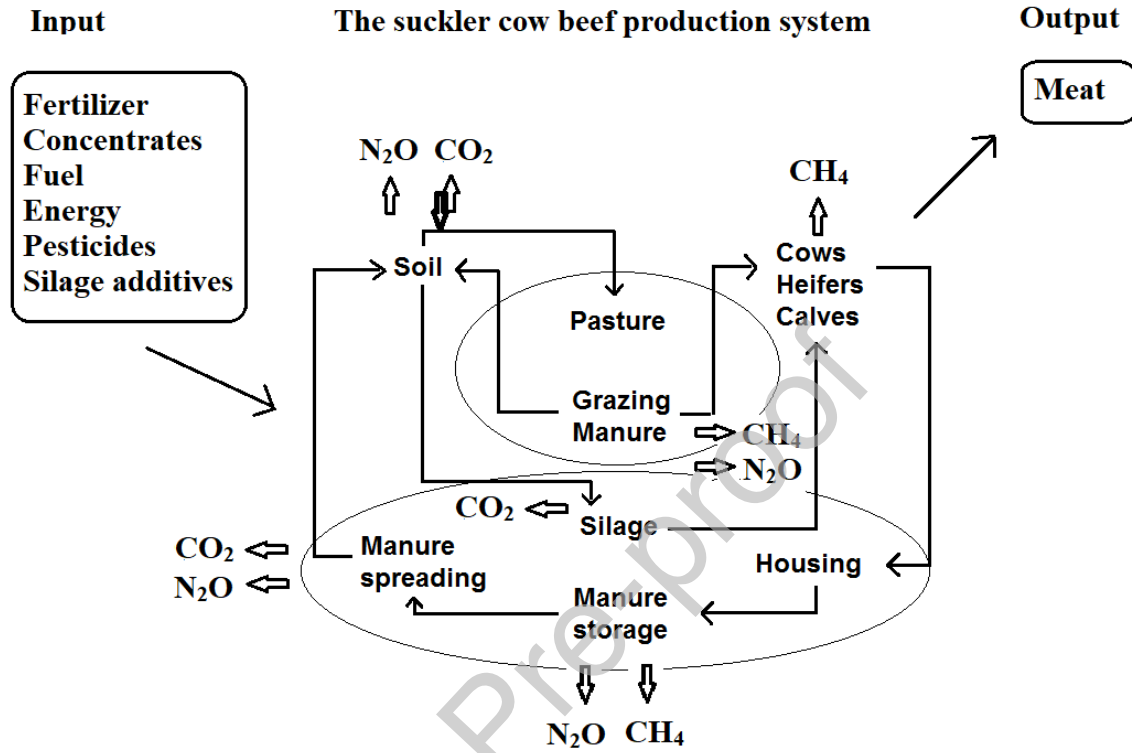 Input
The suckler cow beef production system
Output
Fertilizer
Concentrates
Fuel
Energy
Pesticides
Silage additives
Meat
N₂O CO₂
CH₄
Soil
Cows
Heifers
Calves
Pasture
Grazing
Manure
CH₄
N₂O
CO₂
Silage
CO₂
N₂O
Manure
spreading
Housing
Manure
storage
N₂O CH₄
Pre-proof